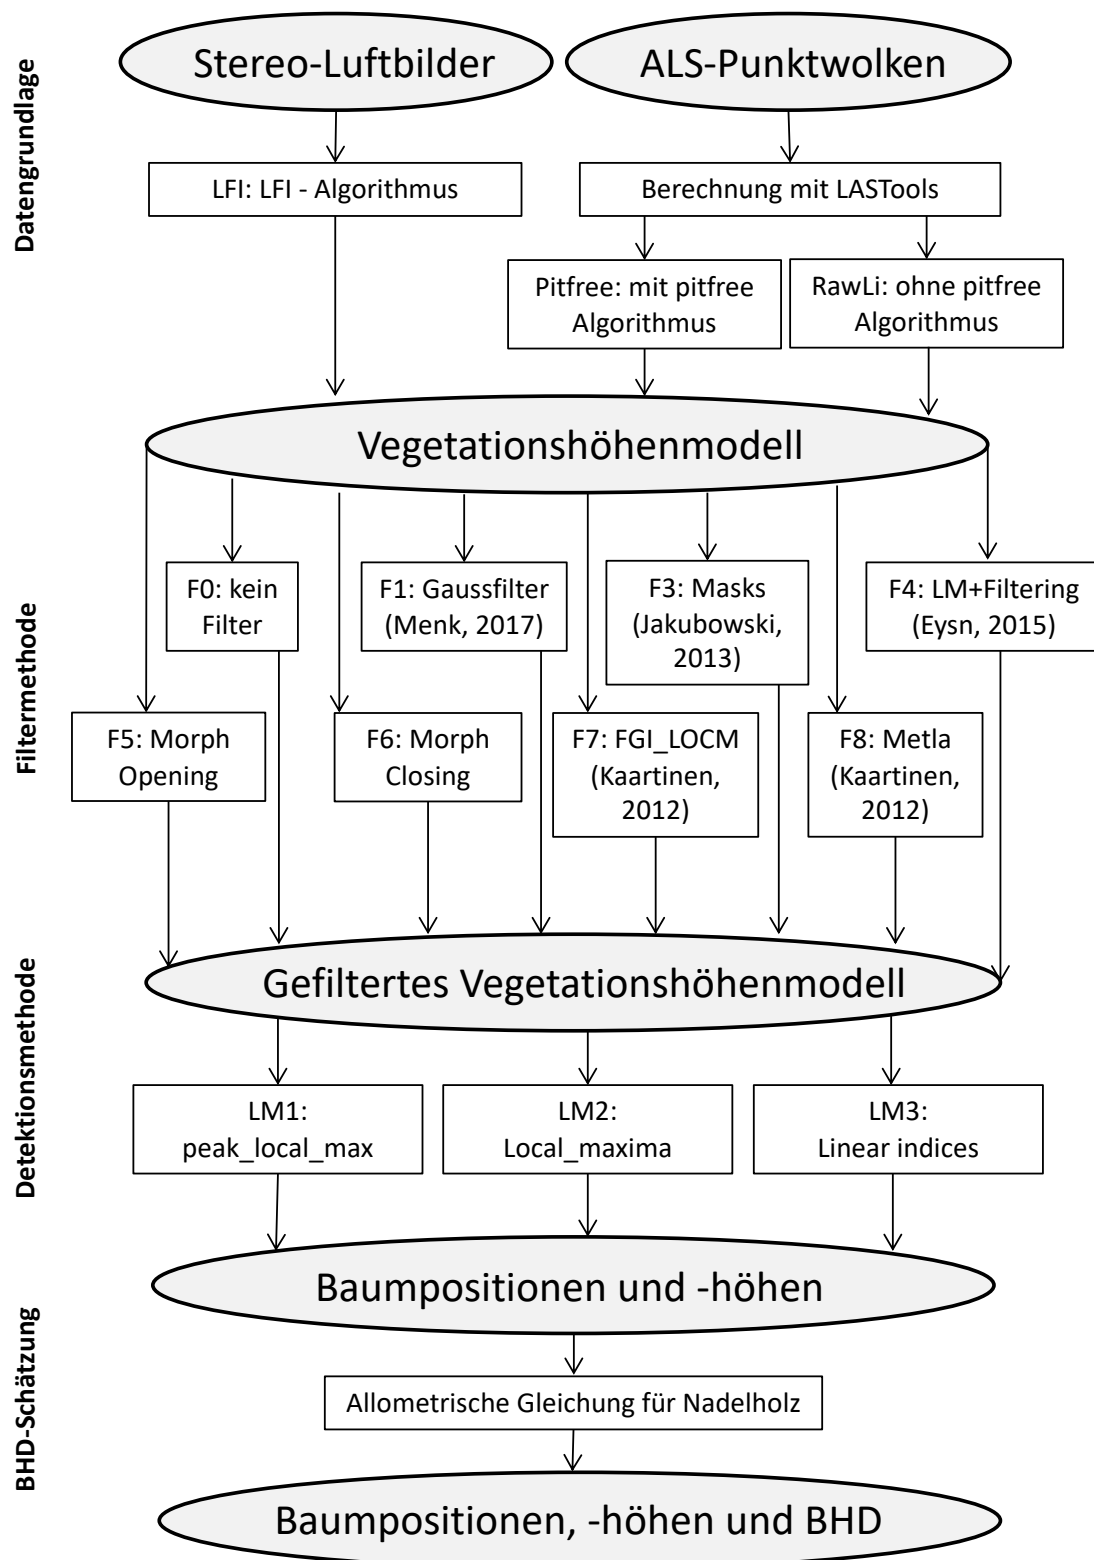 Datengrundlage
Stereo-Luftbilder
ALS-Punktwolken
LFI: LFI - Algorithmus
Berechnung mit LASTools
Pitfree: mit pitfree
Algorithmus
RawLi: ohne pitfree
Algorithmus
Vegetationshöhenmodell
Filtermethode
F0: kein
Filter
F1: Gaussfilter
(Menk, 2017)
F3: Masks
(Jakubowski,
2013)
F4: LM+Filtering
(Eysn, 2015)
F5: Morph
Opening
F6: Morph
Closing
F7: FGI_LOCM
(Kaartinen,
2012)
F8: Metla
(Kaartinen,
2012)
Gefiltertes Vegetationshöhenmodell
Detektionsmethode
LM1:
peak_local_max
LM2:
Local_maxima
LM3:
Linear indices
Baumpositionen und -höhen
BHD-Schätzung
Allometrische Gleichung für Nadelholz
Baumpositionen, -höhen und BHD